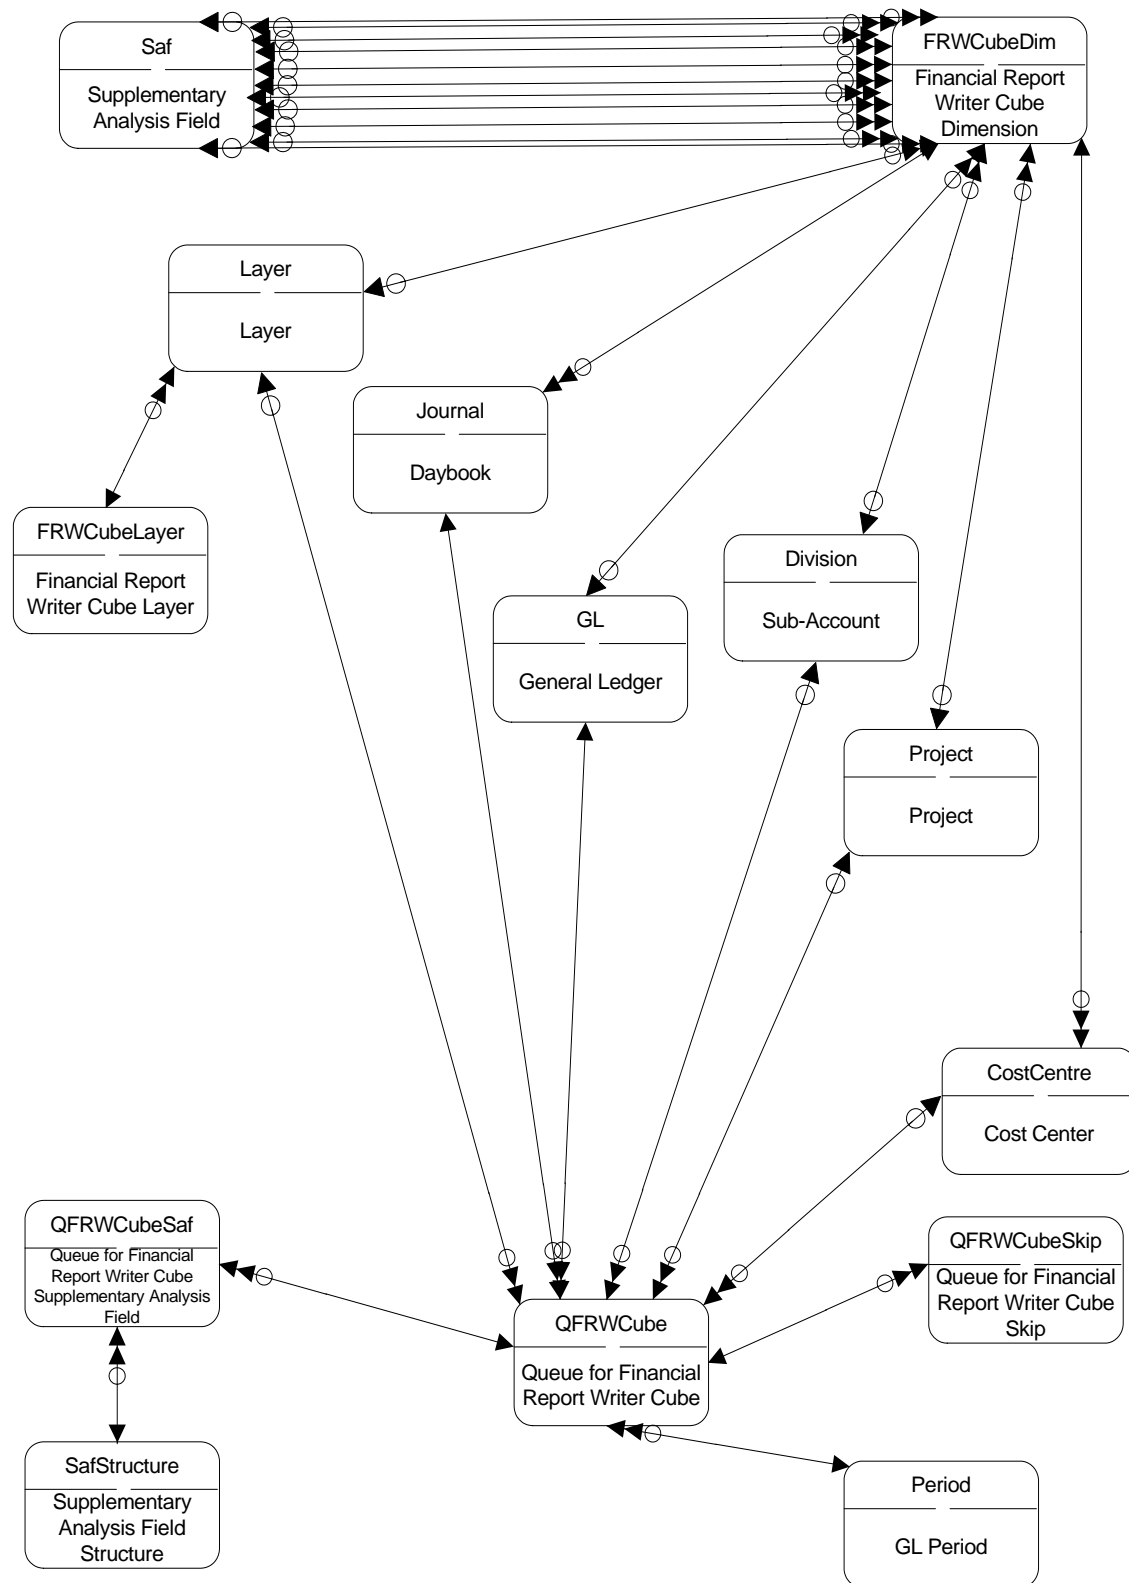 Saf
Supplementary
Analysis Field
FRWCubeDim
Financial Report
Writer Cube
Dimension
Layer
Layer
Journal
Daybook
FRWCubeLayer
Financial Report
Writer Cube Layer
Division
Sub-Account
GL
General Ledger
Project
Project
CostCentre
Cost Center
QFRWCubeSaf
Queue for Financial
Report Writer Cube
Supplementary Analysis
Field
QFRWCubeSkip
Queue for Financial
Report Writer Cube
Skip
QFRWCube
Queue for Financial
Report Writer Cube
SafStructure
Supplementary
Analysis Field
Structure
Period
GL Period